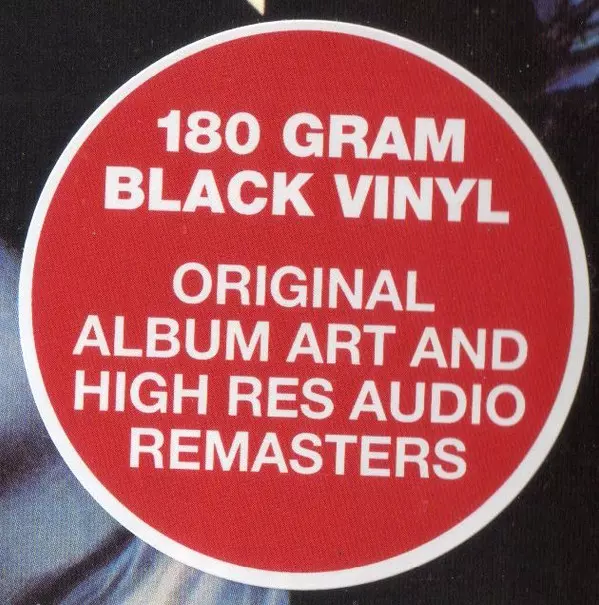 180 GRAM
BLACK VINYL
ORIGINAL
ALBUM ART AND
HIGH RES AUDIO
REMASTERS